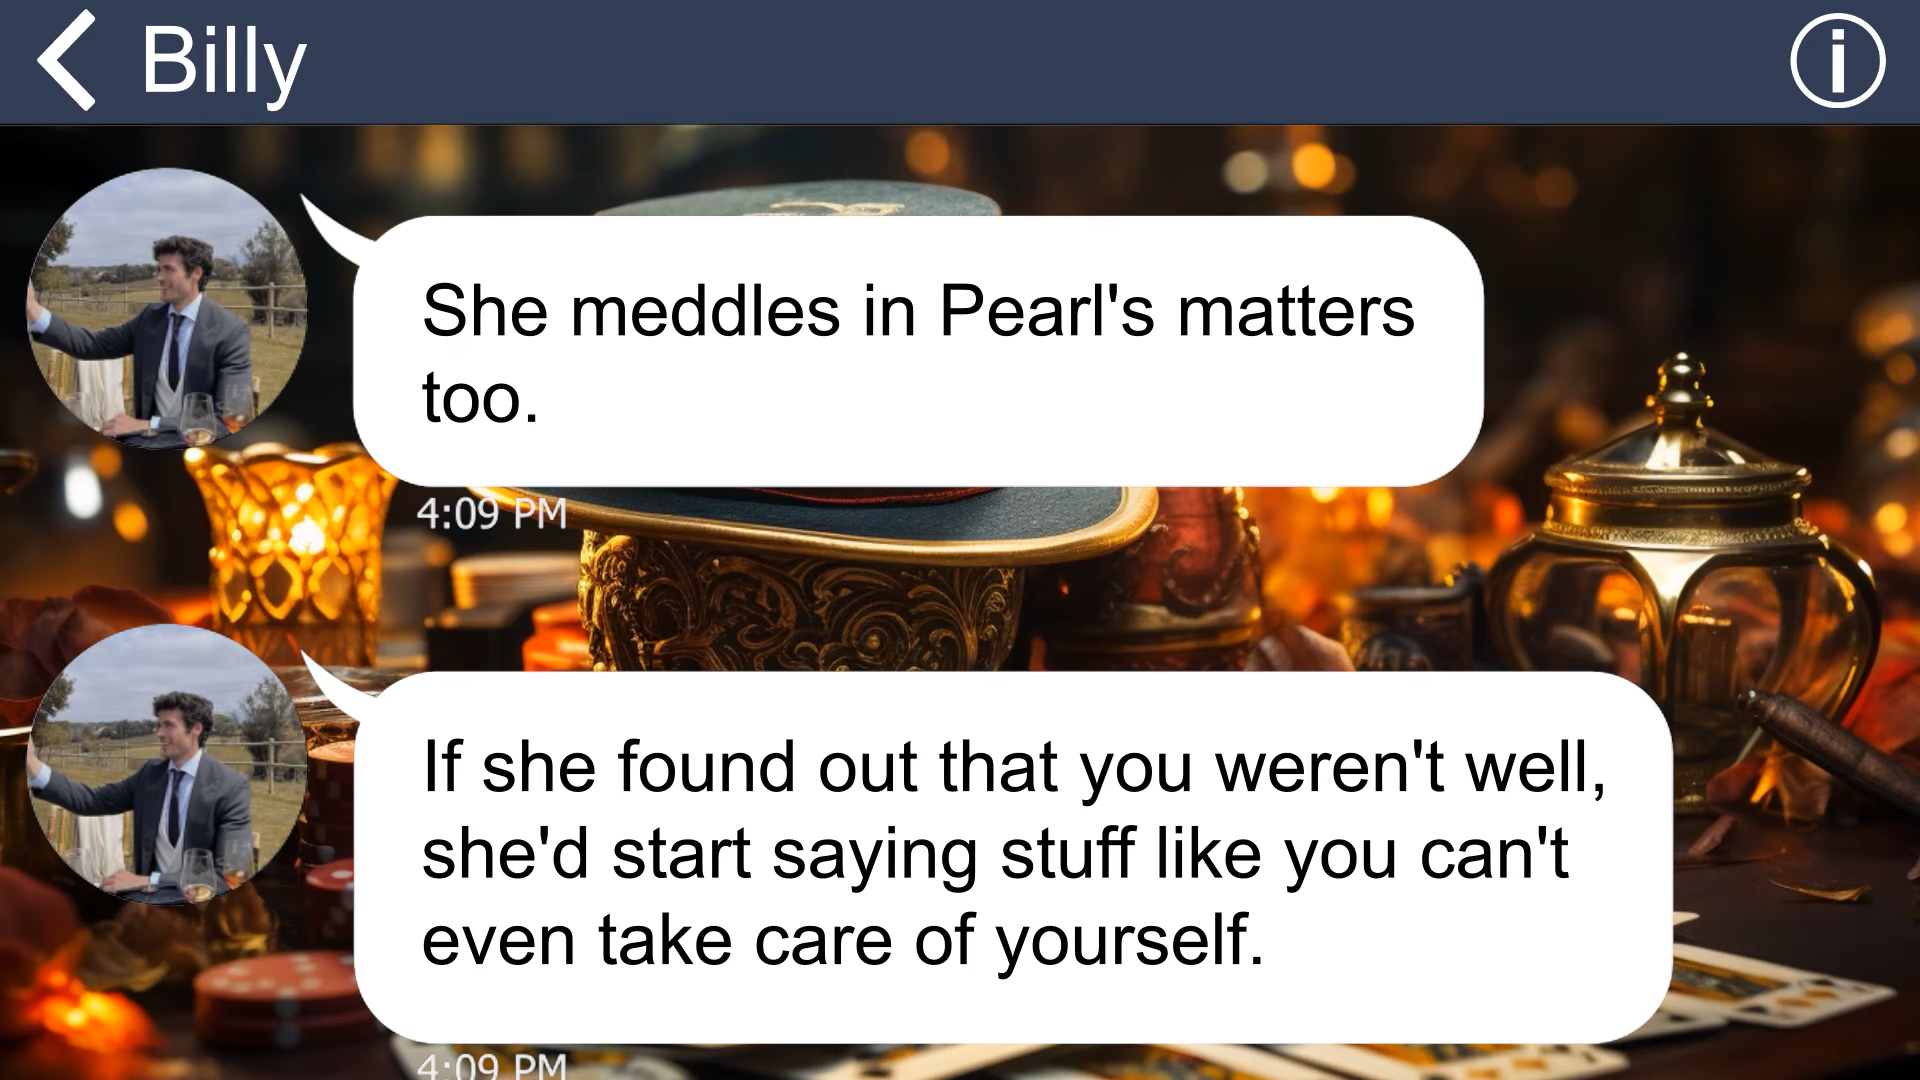 Billy
She meddles in Pearl's matters
too.
4:09 PM
If she found out that you weren't well,
she'd start saying stuff like you can't
even take care of yourself.
4:09 PM